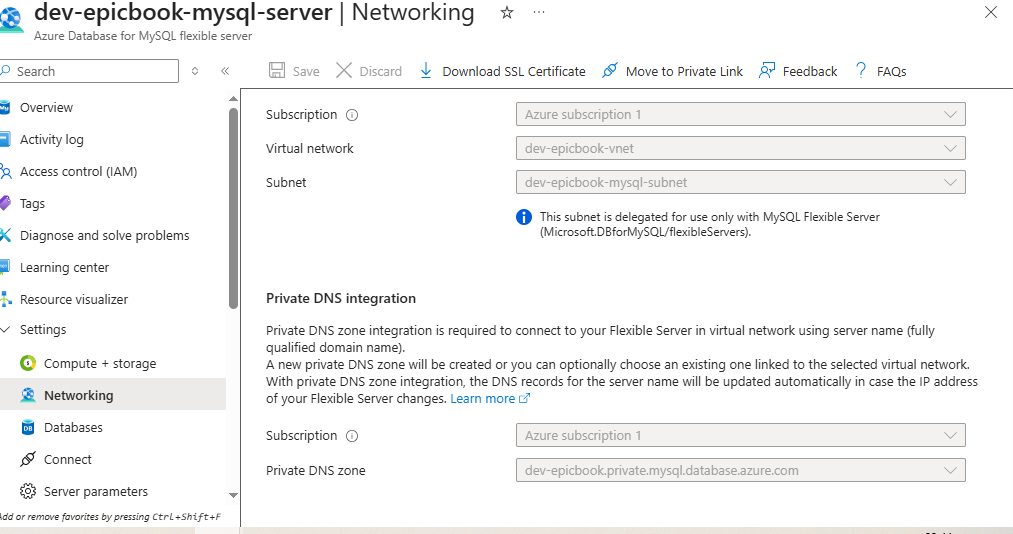 dev-epicbook-mysql-server | Networking
Azure Database for MySQL flexible server
Search
Save
Discard
Download SSL Certificate
Move to Private Link
Feedback
FAQs
Overview
Activity log
Access control (IAM)
Tags
Diagnose and solve problems
Learning center
Resource visualizer
Settings
Compute + storage
Networking
Databases
Connect
Server parameters
Add or remove favorites by pressing Ctrl+Shift+F
Subscription
Azure subscription 1
Virtual network
dev-epicbook-vnet
Subnet
dev-epicbook-mysql-subnet
This subnet is delegated for use only with MySQL Flexible Server
(Microsoft.DBforMySQL/flexibleServers).
Private DNS integration
Private DNS zone integration is required to connect to your Flexible Server in virtual network using server name (fully
qualified domain name).
A new private DNS zone will be created or you can optionally choose an existing one linked to the selected virtual network.
With private DNS zone integration, the DNS records for the server name will be updated automatically in case the IP address
of your Flexible Server changes. Learn more
Subscription
Azure subscription 1
Private DNS zone
dev-epicbook.private.mysql.database.azure.com